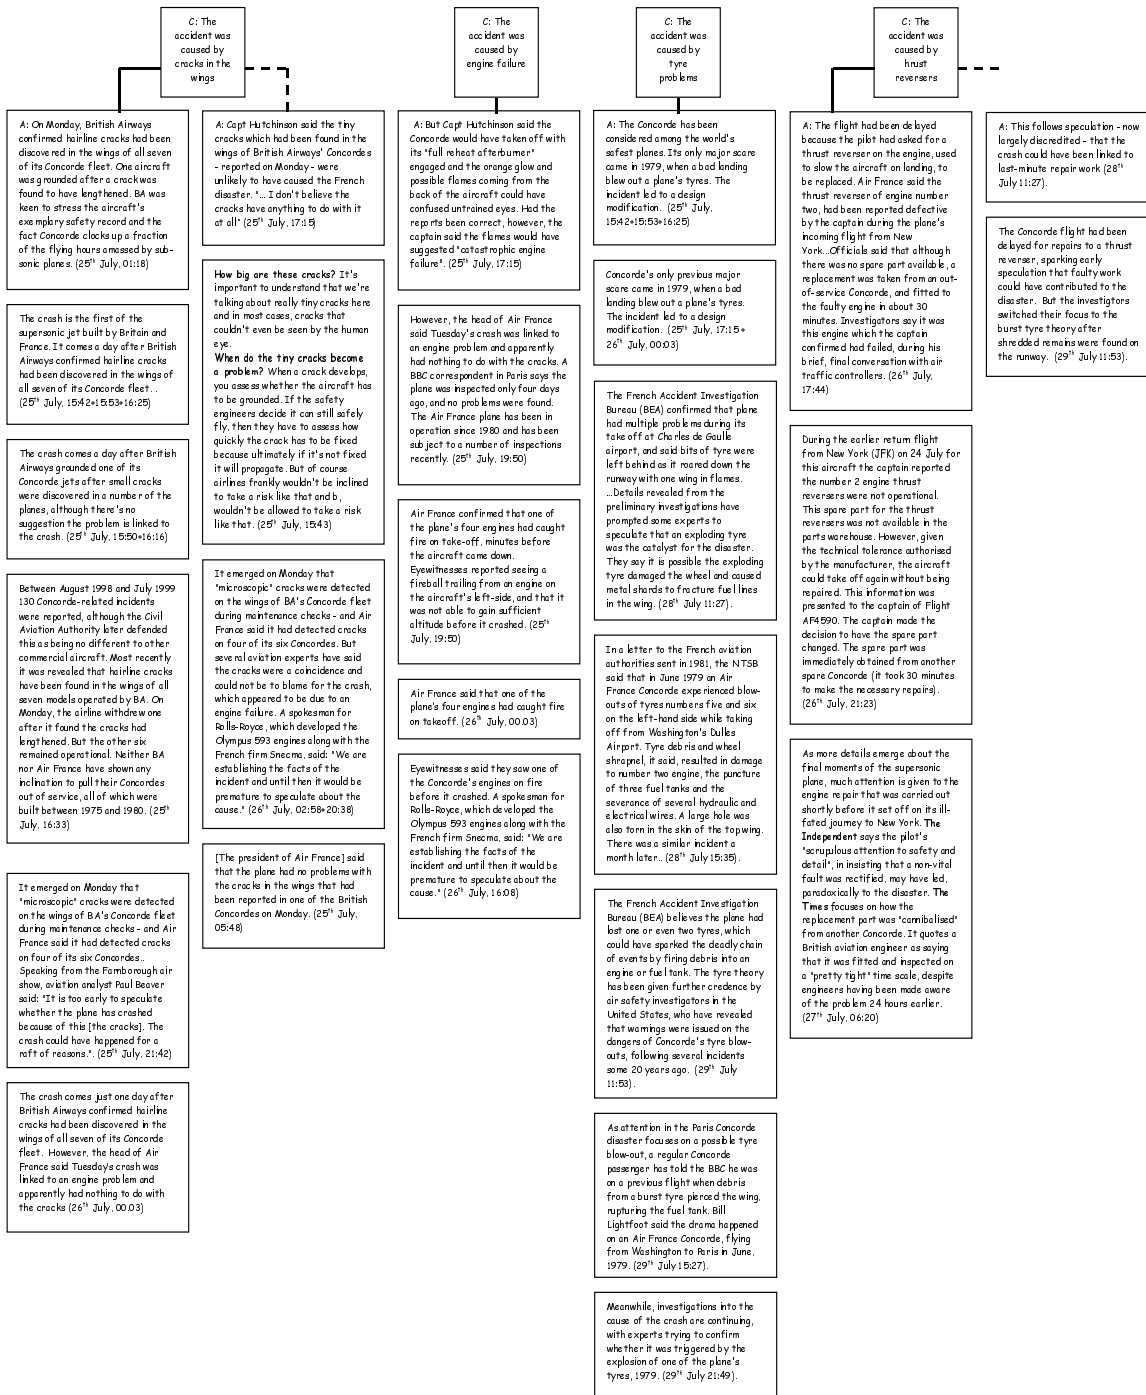 C: The
accident was
caused by
cracks in the
wings
C: The
accident was
caused by
engine failure
C: The
accident was
caused by
tyre
problems
C: The
accident was
caused by
thrust
reversers
A: On Monday, British Airways
confirmed hairline cracks had been
discovered in the wings of all seven
of its Concorde fleet. One aircraft
was grounded after a crack was
found to have lengthened. BA was
keen to stress the aircraft's
exemplary safety record and the
fact Concorde clocks up a fraction
of the flying hours amassed by sub-
sonic planes. (25th July, 01:18)
The crash is the first of the
supersonic jet built by Britain and
France. It comes a day after British
Airways confirmed hairline cracks
had been discovered in the wings of
all seven of its Concorde fleet. .
(25th July, 15:42+15:53+16:25)
The crash comes a day after British
Airways grounded one of its
Concorde jets after small cracks
were discovered in a number of the
planes, although there's no
suggestion the problem is linked to
the crash. (25th July, 15:50+16:16)
Between August 1998 and July 1999
130 Concorde-related incidents
were reported, although the Civil
Aviation Authority later defended
this as being no different to other
commercial aircraft. Most recently
it was revealed that hairline cracks
have been found in the wings of all
seven models operated by BA. On
Monday, the airline withdrew one
after it found the cracks had
lengthened. But the other six
remained operational. Neither BA
nor Air France have shown any
inclination to pull their Concordes
out of service, all of which were
built between 1975 and 1980. (25th
July, 16:33)
It emerged on Monday that
"microscopic" cracks were detected
on the wings of BA's Concorde fleet
during maintenance checks - and Air
France said it had detected cracks
on four of its six Concordes..
Speaking from the Farnborough air
show, aviation analyst Paul Beaver
said: "It is too early to speculate
whether the plane has crashed
because of this [the cracks]. The
crash could have happened for a
raft of reasons.". (25th July, 21:42)
The crash comes just one day after
British Airways confirmed hairline
cracks had been discovered in the
wings of all seven of its Concorde
fleet. However, the head of Air
France said Tuesday's crash was
linked to an engine problem and
apparently had nothing to do with
the cracks (26th July, 00.03)
A: Capt Hutchinson said the tiny
cracks which had been found in the
wings of British Airways' Concordes
- reported on Monday - were
unlikely to have caused the French
disaster. "... I don't believe the
cracks have anything to do with it
at all" (25th July, 17:15)
How big are these cracks? It's
important to understand that we're
talking about really tiny cracks here
and in most cases, cracks that
couldn't even be seen by the human
eye.
When do the tiny cracks become
a problem? When a crack develops,
you assess whether the aircraft has
to be grounded. If the safety
engineers decide it can still safely
fly, then they have to assess how
quickly the crack has to be fixed
because ultimately if it's not fixed
it will propagate. But of course
airlines frankly wouldn't be inclined
to take a risk like that and b,
wouldn't be allowed to take a risk
like that. (25th July, 15:43)
It emerged on Monday that
"microscopic" cracks were detected
on the wings of BA's Concorde fleet
during maintenance checks - and Air
France said it had detected cracks
on four of its six Concordes. But
several aviation experts have said
the cracks were a coincidence and
could not be to blame for the crash,
which appeared to be due to an
engine failure. A spokesman for
Rolls-Royce, which developed the
Olympus 593 engines along with the
French firm Snecma, said: "We are
establishing the facts of the
incident and until then it would be
premature to speculate about the
cause." (26th July, 02:58+20:38)
[The president of Air France] said
that the plane had no problems with
the cracks in the wings that had
been reported in one of the British
Concordes on Monday. (25th July,
05:48)
A: But Capt Hutchinson said the
Concorde would have taken off with
its "full reheat afterburner"
engaged and the orange glow and
possible flames coming from the
back of the aircraft could have
confused untrained eyes. Had the
reports been correct, however, the
captain said the flames would have
suggested "catastrophic engine
failure". (25th July, 17:15)
However, the head of Air France
said Tuesday's crash was linked to
an engine problem and apparently
had nothing to do with the cracks. A
BBC correspondent in Paris says the
plane was inspected only four days
ago, and no problems were found.
The Air France plane has been in
operation since 1980 and has been
subject to a number of inspections
recently. (25th July, 19:50)
Air France confirmed that one of
the plane's four engines had caught
fire on take-off, minutes before
the aircraft came down.
Eyewitnesses reported seeing a
fireball trailing from an engine on
the aircraft's left-side, and that it
was not able to gain sufficient
altitude before it crashed. (25th
July, 19:50)
Air France said that one of the
plane's four engines had caught fire
on takeoff. (26th July, 00.03)
Eyewitnesses said they saw one of
the Concorde's engines on fire
before it crashed. A spokesman for
Rolls-Royce, which developed the
Olympus 593 engines along with the
French firm Snecma, said: "We are
establishing the facts of the
incident and until then it would be
premature to speculate about the
cause." (26th July, 16:08)
A: The Concorde has been
considered among the world's
safest planes. Its only major scare
came in 1979, when a bad landing
blew out a plane's tyres. The
incident led to a design
modification. (25th July,
15:42+15:53+16:25)
Concorde's only previous major
scare came in 1979, when a bad
landing blew out a plane's tyres.
The incident led to a design
modification. (25th July, 17:15+
26th July, 00:03)
The French Accident Investigation
Bureau (BEA) confirmed that plane
had multiple problems during its
take off at Charles de Gaulle
airport, and said bits of tyre were
left behind as it roared down the
runway with one wing in flames.
...Details revealed from the
preliminary investigations have
prompted some experts to
speculate that an exploding tyre
was the catalyst for the disaster.
They say it is possible the exploding
tyre damaged the wheel and caused
metal shards to fracture fuel lines
in the wing. (28th July 11:27).
In a letter to the French aviation
authorities sent in 1981, the NTSB
said that in June 1979 an Air
France Concorde experienced blow-
outs of tyres numbers five and six
on the left-hand side while taking
off from Washington's Dulles
Airport. Tyre debris and wheel
shrapnel, it said, resulted in damage
to number two engine, the puncture
of three fuel tanks and the
severance of several hydraulic and
electrical wires. A large hole was
also torn in the skin of the top wing.
There was a similar incident a
month later.. (28th July 15:35).
The French Accident Investigation
Bureau (BEA) believes the plane had
lost one or even two tyres, which
could have sparked the deadly chain
of events by firing debris into an
engine or fuel tank. The tyre theory
has been given further credence by
air safety investigators in the
United States, who have revealed
that warnings were issued on the
dangers of Concorde's tyre blow-
outs, following several incidents
some 20 years ago. (29th July
11:53).
As attention in the Paris Concorde
disaster focuses on a possible tyre
blow-out, a regular Concorde
passenger has told the BBC he was
on a previous flight when debris
from a burst tyre pierced the wing,
rupturing the fuel tank. Bill
Lightfoot said the drama happened
on an Air France Concorde, flying
from Washington to Paris in June,
1979. (29th July 15:27).
Meanwhile, investigations into the
cause of the crash are continuing,
with experts trying to confirm
whether it was triggered by the
explosion of one of the plane's
tyres, 1979. (29th July 21:49).
A: The flight had been delayed
because the pilot had asked for a
thrust reverser on the engine, used
to slow the aircraft on landing, to
be replaced. Air France said the
thrust reverser of engine number
two, had been reported defective
by the captain during the plane's
incoming flight from New
York...Officials said that although
there was no spare part available, a
replacement was taken from an out-
of-service Concorde, and fitted to
the faulty engine in about 30
minutes. Investigators say it was
this engine which the captain
confirmed had failed, during his
brief, final conversation with air
traffic controllers. (26th July,
17:44)
During the earlier return flight
from New York (JFK) on 24 July for
this aircraft the captain reported
the number 2 engine thrust
reversers were not operational.
This spare part for the thrust
reversers was not available in the
parts warehouse. However, given
the technical tolerance authorised
by the manufacturer, the aircraft
could take off again without being
repaired. This information was
presented to the captain of Flight
AF4590. The captain made the
decision to have the spare part
changed. The spare part was
immediately obtained from another
spare Concorde (it took 30 minutes
to make the necessary repairs).
(26th July, 21:23)
As more details emerge about the
final moments of the supersonic
plane, much attention is given to the
engine repair that was carried out
shortly before it set off on its ill-
fated journey to New York. The
Independent says the pilot's
"scrupulous attention to safety and
detail", in insisting that a non-vital
fault was rectified, may have led,
paradoxically to the disaster. The
Times focuses on how the
replacement part was "cannibalised"
from another Concorde. It quotes a
British aviation engineer as saying
that it was fitted and inspected on
a "pretty tight" time scale, despite
engineers having been made aware
of the problem 24 hours earlier.
(27th July, 06:20)
A: This follows speculation - now
largely discredited - that the
crash could have been linked to
last-minute repair work (28th
July 11:27).
The Concorde flight had been
delayed for repairs to a thrust
reverser, sparking early
speculation that faulty work
could have contributed to the
disaster. But the investigtors
switched their focus to the
burst tyre theory after
shredded remains were found on
the runway. (29th July 11:53).